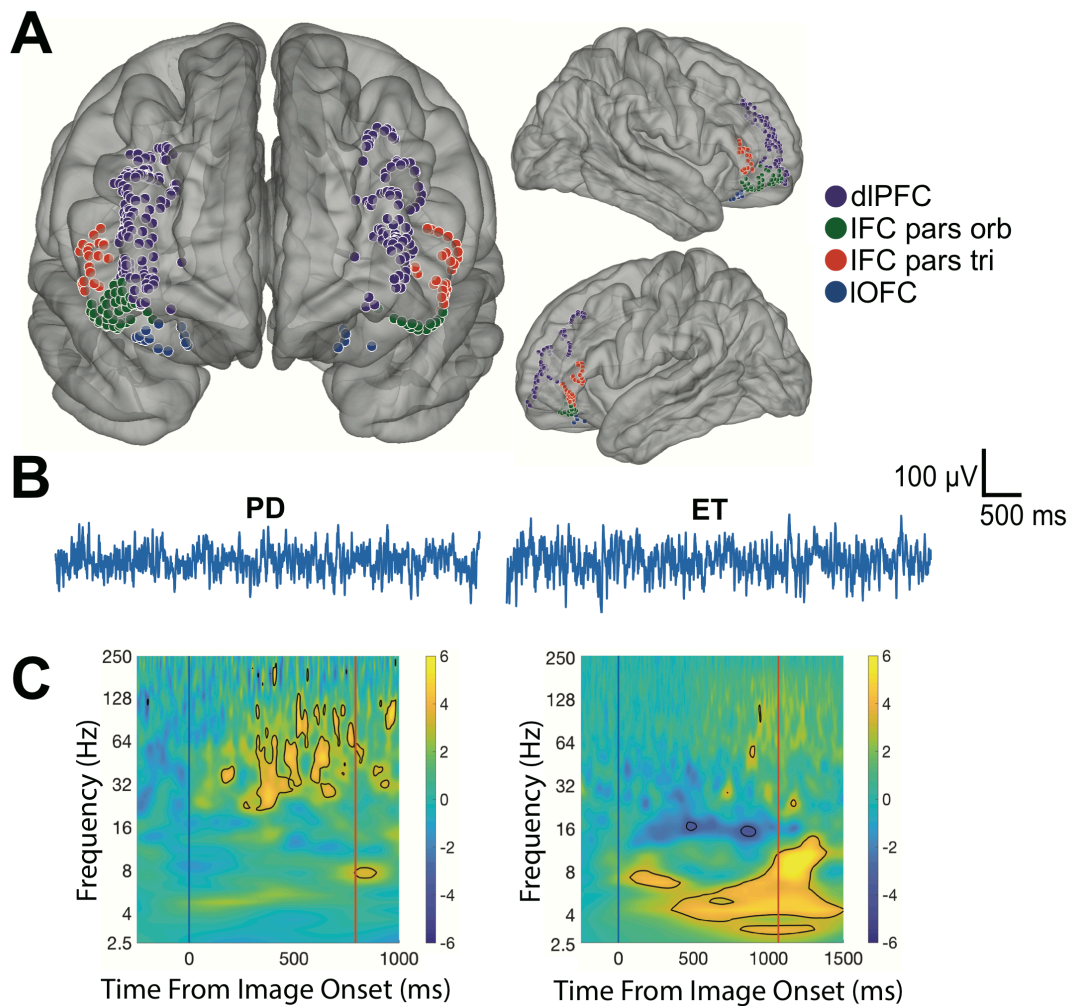 A
dlPFC
IFC pars orb
IFC pars tri
lOFC
B
PD
ET
100 µV
500 ms
C
250
128
64
32
16
8
4
2.5
Frequency (Hz)
0
500
1000
Time From Image Onset (ms)
6
4
2
0
-2
-4
-6
250
128
64
32
16
8
4
2.5
Frequency (Hz)
0
500
1000
1500
Time From Image Onset (ms)
6
4
2
0
-2
-4
-6